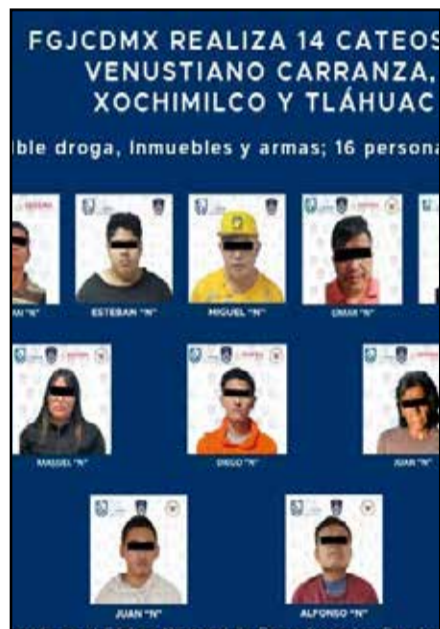 FGJCDMX REALIZA 14 CATEOS
VENUSTIANO CARRANZA,
XOCHIMILCO Y TLÁHUAC
ible droga, inmuebles y armas; 16 persona
"N"
ESTEBAN "N"
MIGUEL "N"
OMAR "N"
"N"
DIEGO "N"
JUAN "N"
JUAN "N"
ALFONSO "N"